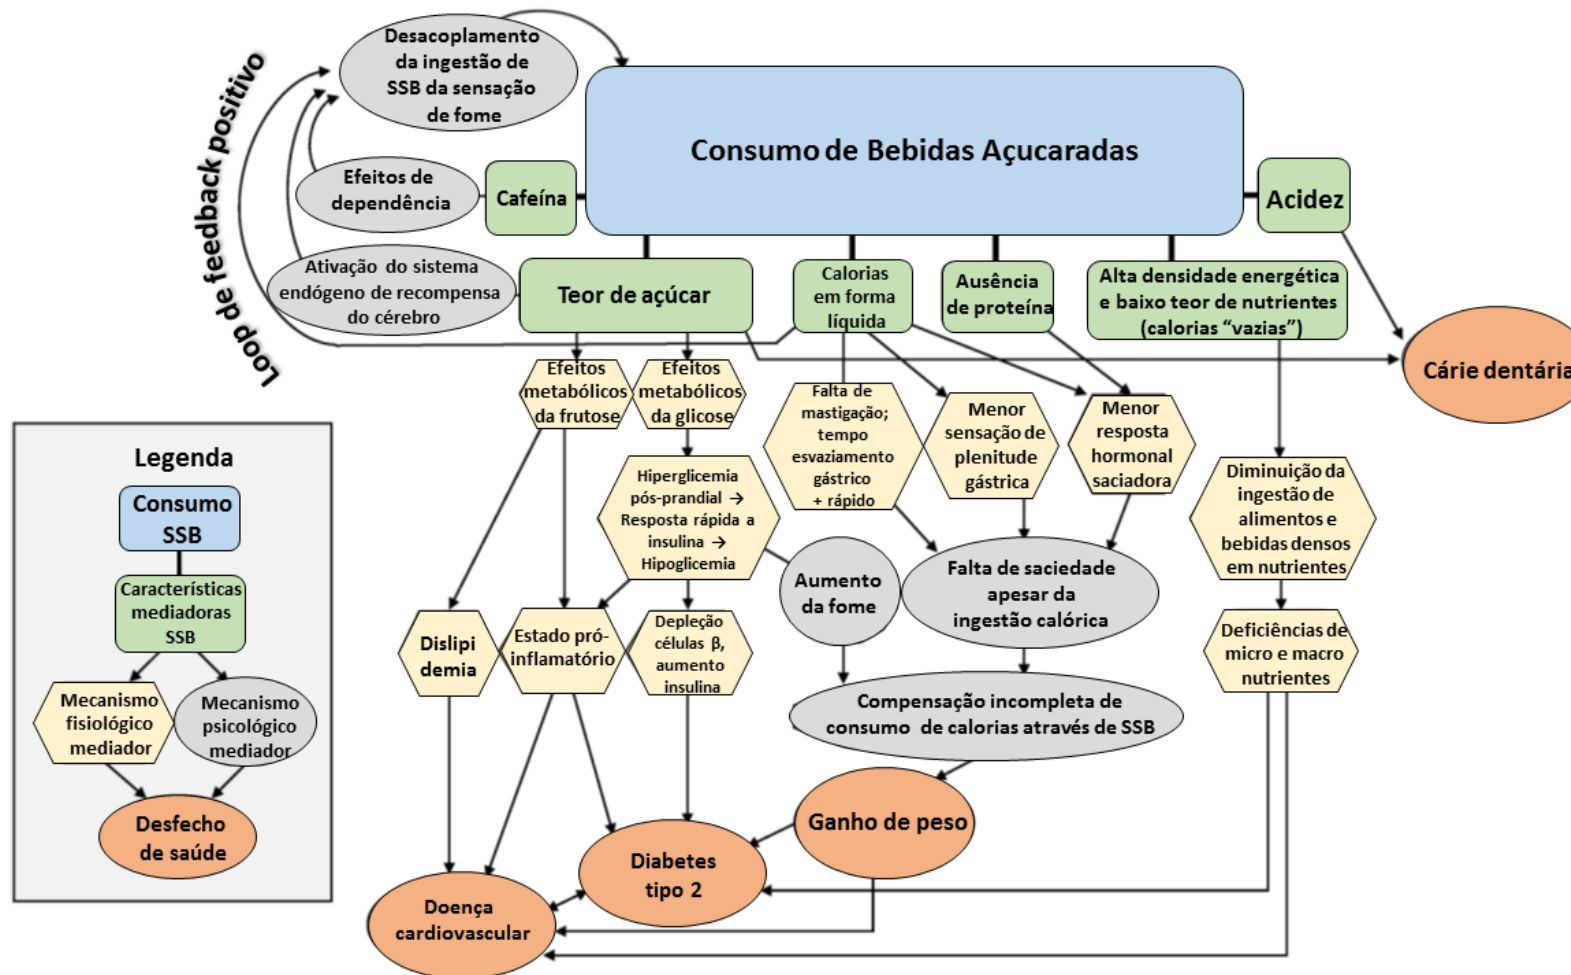 Desacoplamento
da ingestão de
SSB da sensação
de fome
Loop de feedback positivo
Consumo de Bebidas Açucaradas
Efeitos de
dependência
Cafeína
Acidez
Ativação do sistema
endógeno de recompensa
do cérebro
Teor de açúcar
Calorias
em forma
líquida
Ausência
de proteína
Alta densidade energética
e baixo teor de nutrientes
(calorias “vazias”)
Cárie dentária
Efeitos
metabólicos
da frutose
Efeitos
metabólicos
da glicose
Falta de
mastigação;
tempo
esvaziamento
gástrico
+ rápido
Menor
sensação de
plenitude
gástrica
Menor
resposta
hormonal
saciadora
Hiperglicemia
pós-prandial →
Resposta rápida a
insulina →
Hipoglicemia
Diminuição da
ingestão de
alimentos e
bebidas densos
em nutrientes
Aumento
da fome
Falta de saciedade
apesar da
ingestão calórica
Dislipi
demia
Estado pró-
inflamatório
Depleção
células β,
aumento
insulina
Deficiências de
micro e macro
nutrientes
Compensação incompleta de
consumo de calorias através de SSB
Ganho de peso
Diabetes
tipo 2
Doença
cardiovascular
Legenda
Consumo
SSB
Características
mediadoras
SSB
Mecanismo
fisiológico
mediador
Mecanismo
psicológico
mediador
Desfecho
de saúde